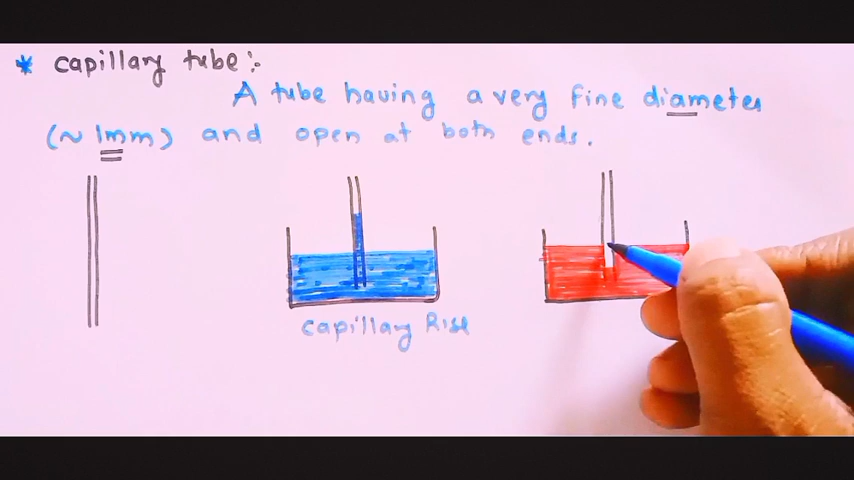 * capillary tube :-
A tube having a very fine diameter
(~ 1mm) and open at both ends.
capillary Rise